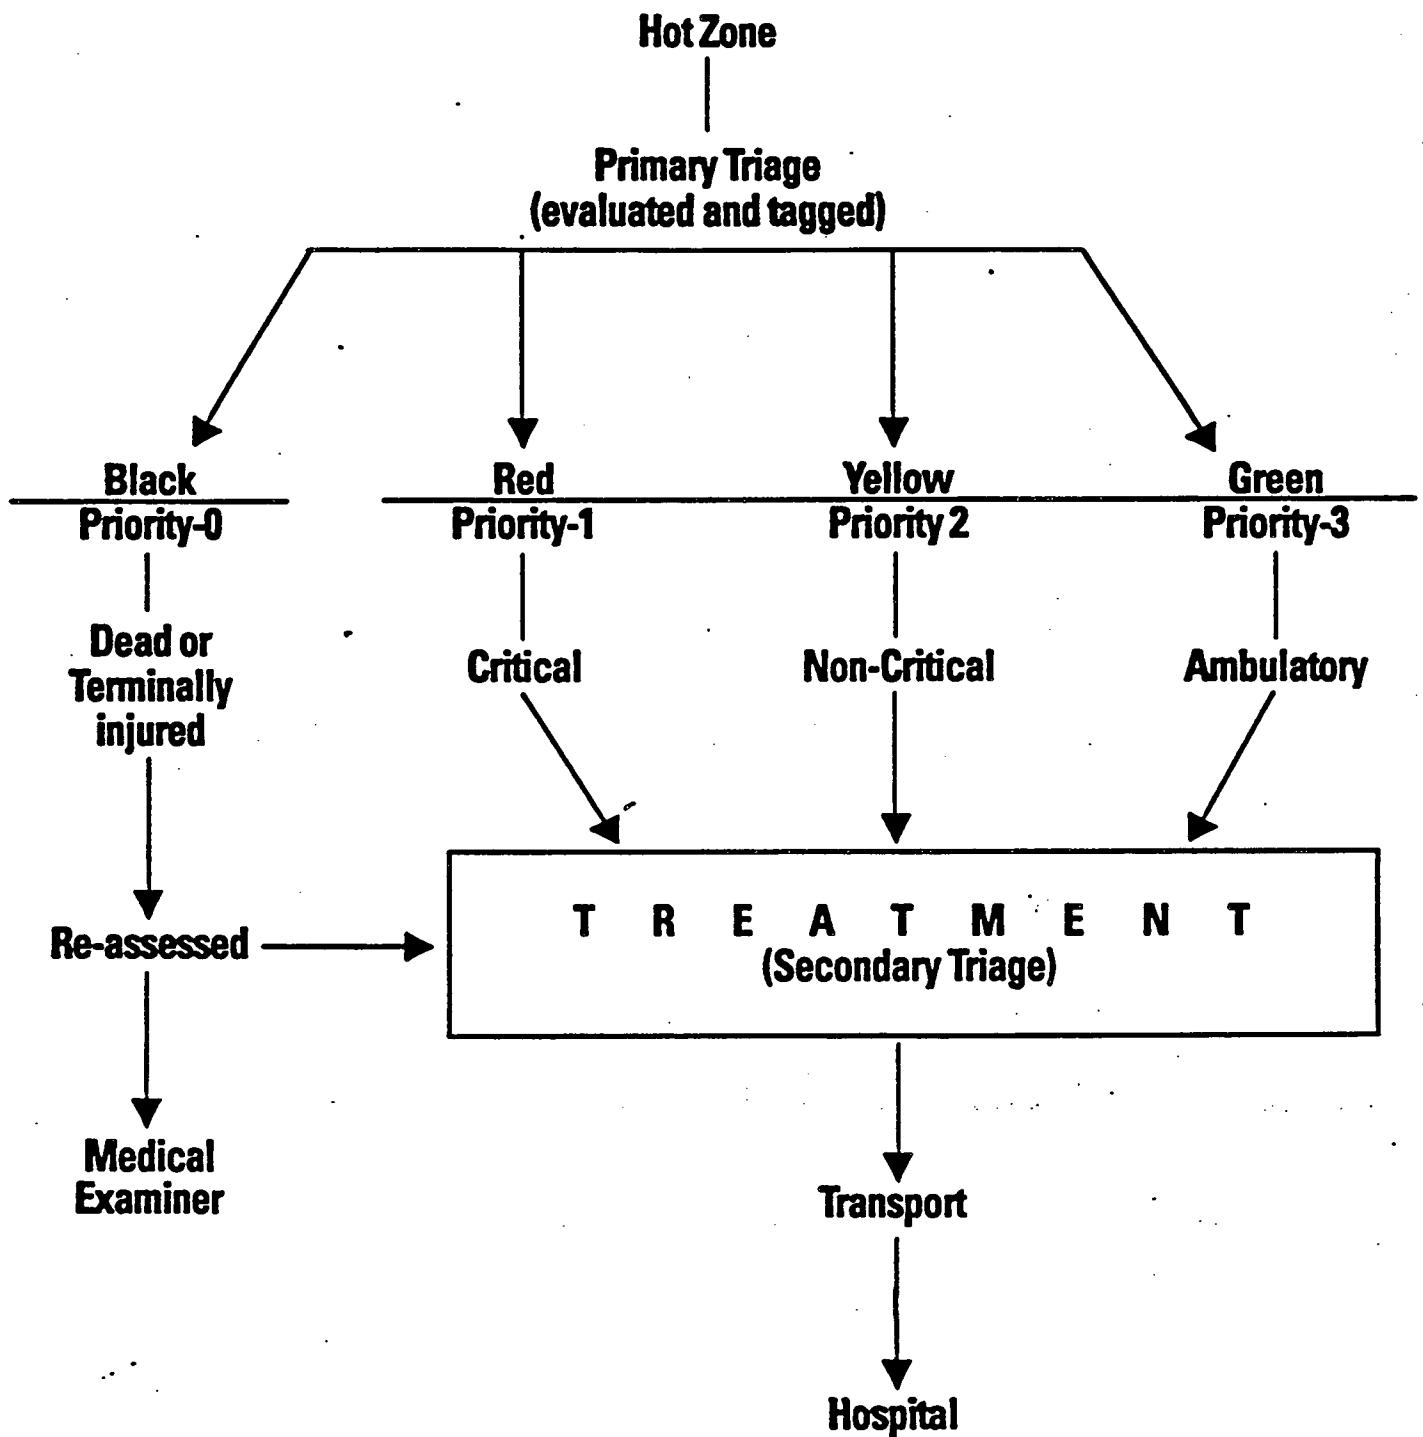 Hot Zone
Primary Triage
(evaluated and tagged)
Black
Priority-0
Red
Priority-1
Yellow
Priority 2
Green
Priority-3
Dead or
Terminally
injured
Critical
Non-Critical
Ambulatory
Re-assessed
T R E A T M E N T
(Secondary Triage)
Medical
Examiner
Transport
Hospital